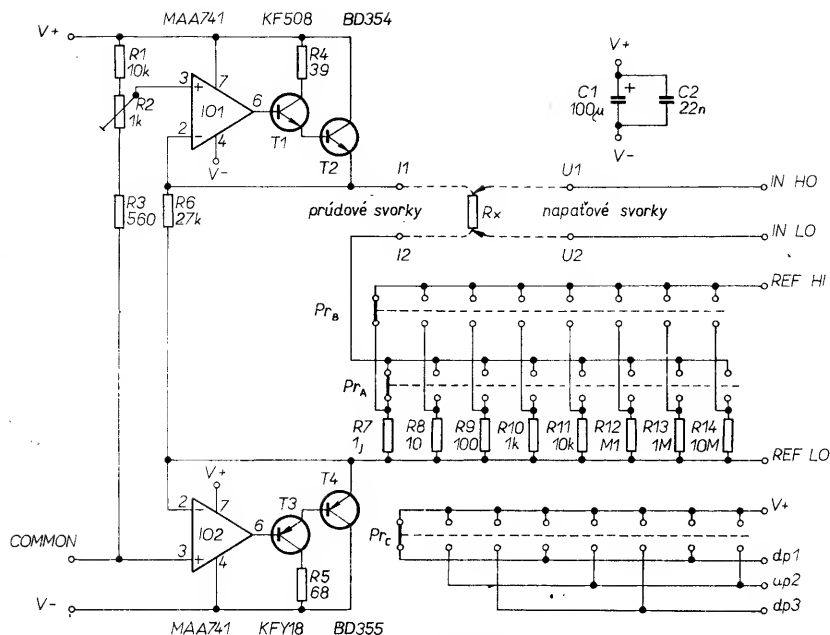 MAA741 KF508 BD354
V+
R1
10k
R2
1k
3
7
IO1
6
2
4
V-
R4
39
T1
T2
V+
C1
100µ
+
C2
22n
V-
R3
560
R6
27k
I1
U1
IN HO
prúdové svorky
Rx
napäťové svorky
I2
U2
IN LO
REF HI
PrB
PrA
R7
1j
R8
10
R9
100
R10
1k
R11
10k
R12
M1
R13
1M
R14
10M
REF LO
V+
2
7
IO2
6
3
4
T3
T4
R5
68
COMMON
V-
PrC
V+
dp1
up2
dp3
MAA741 KFY18 BD355